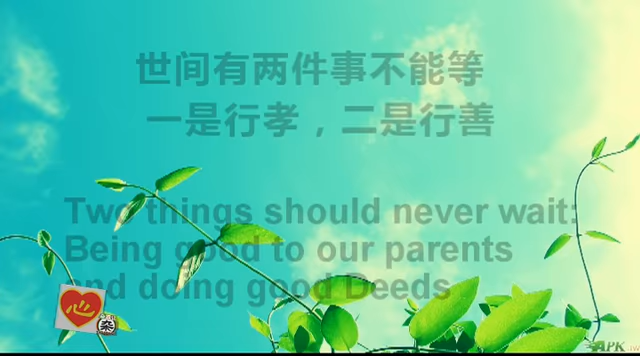 世间有两件事不能等
一是行孝，二是行善
Two things should never wait:
Being good to our parents
and doing good Deeds
心